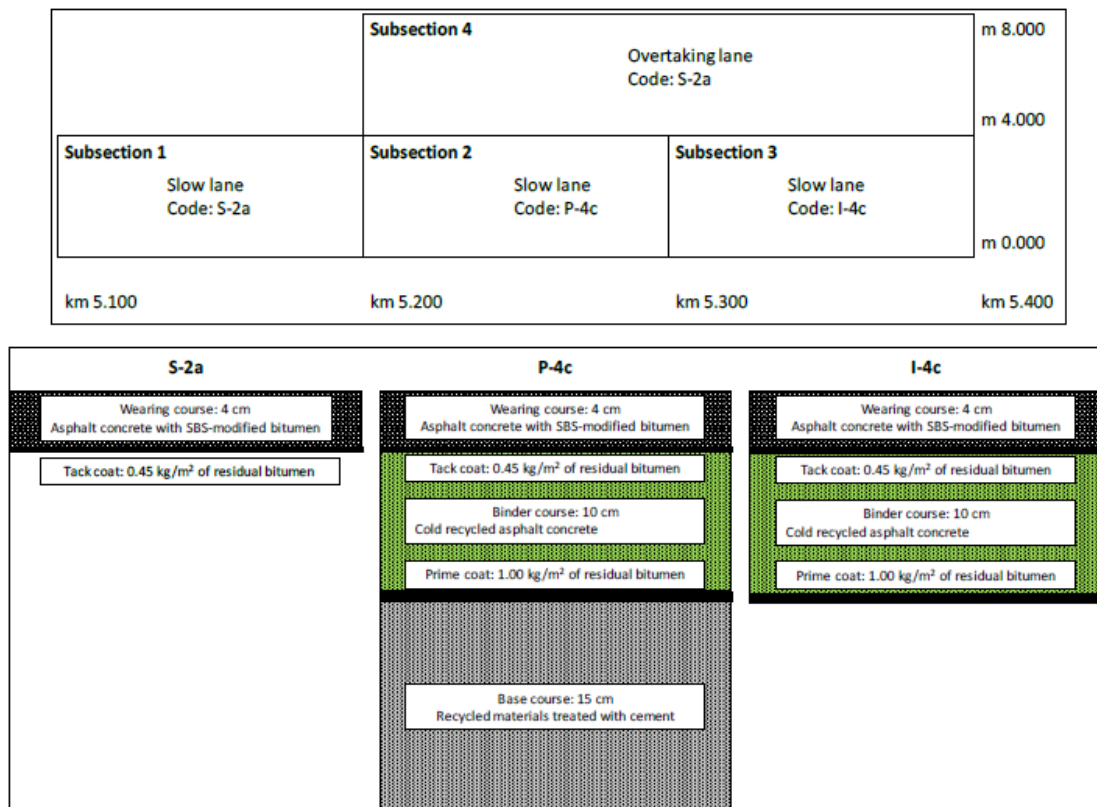 Subsection 4
Overtaking lane
Code: S-2a
m 8.000
m 4.000
Subsection 1
Slow lane
Code: S-2a
Subsection 2
Slow lane
Code: P-4c
Subsection 3
Slow lane
Code: I-4c
m 0.000
km 5.100
km 5.200
km 5.300
km 5.400
S-2a
Wearing course: 4 cm
Asphalt concrete with SBS-modified bitumen
Tack coat: 0.45 kg/m² of residual bitumen
P-4c
Wearing course: 4 cm
Asphalt concrete with SBS-modified bitumen
Tack coat: 0.45 kg/m² of residual bitumen
Binder course: 10 cm
Cold recycled asphalt concrete
Prime coat: 1.00 kg/m² of residual bitumen
Base course: 15 cm
Recycled materials treated with cement
I-4c
Wearing course: 4 cm
Asphalt concrete with SBS-modified bitumen
Tack coat: 0.45 kg/m² of residual bitumen
Binder course: 10 cm
Cold recycled asphalt concrete
Prime coat: 1.00 kg/m² of residual bitumen